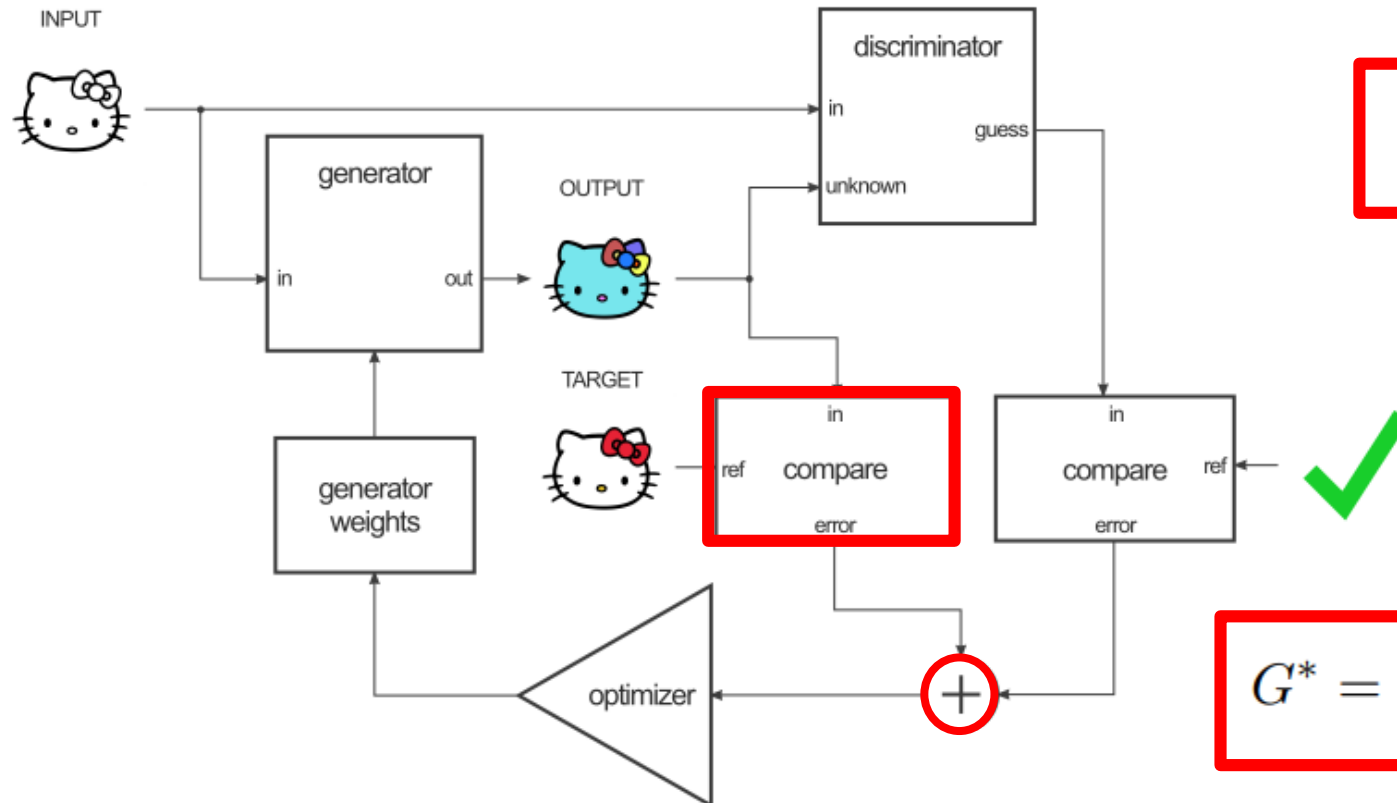 INPUT
discriminator
in
guess
generator
OUTPUT
unknown
in
out
TARGET
in
in
ref
compare
compare
ref
generator
weights
error
error
optimizer
+
G* =